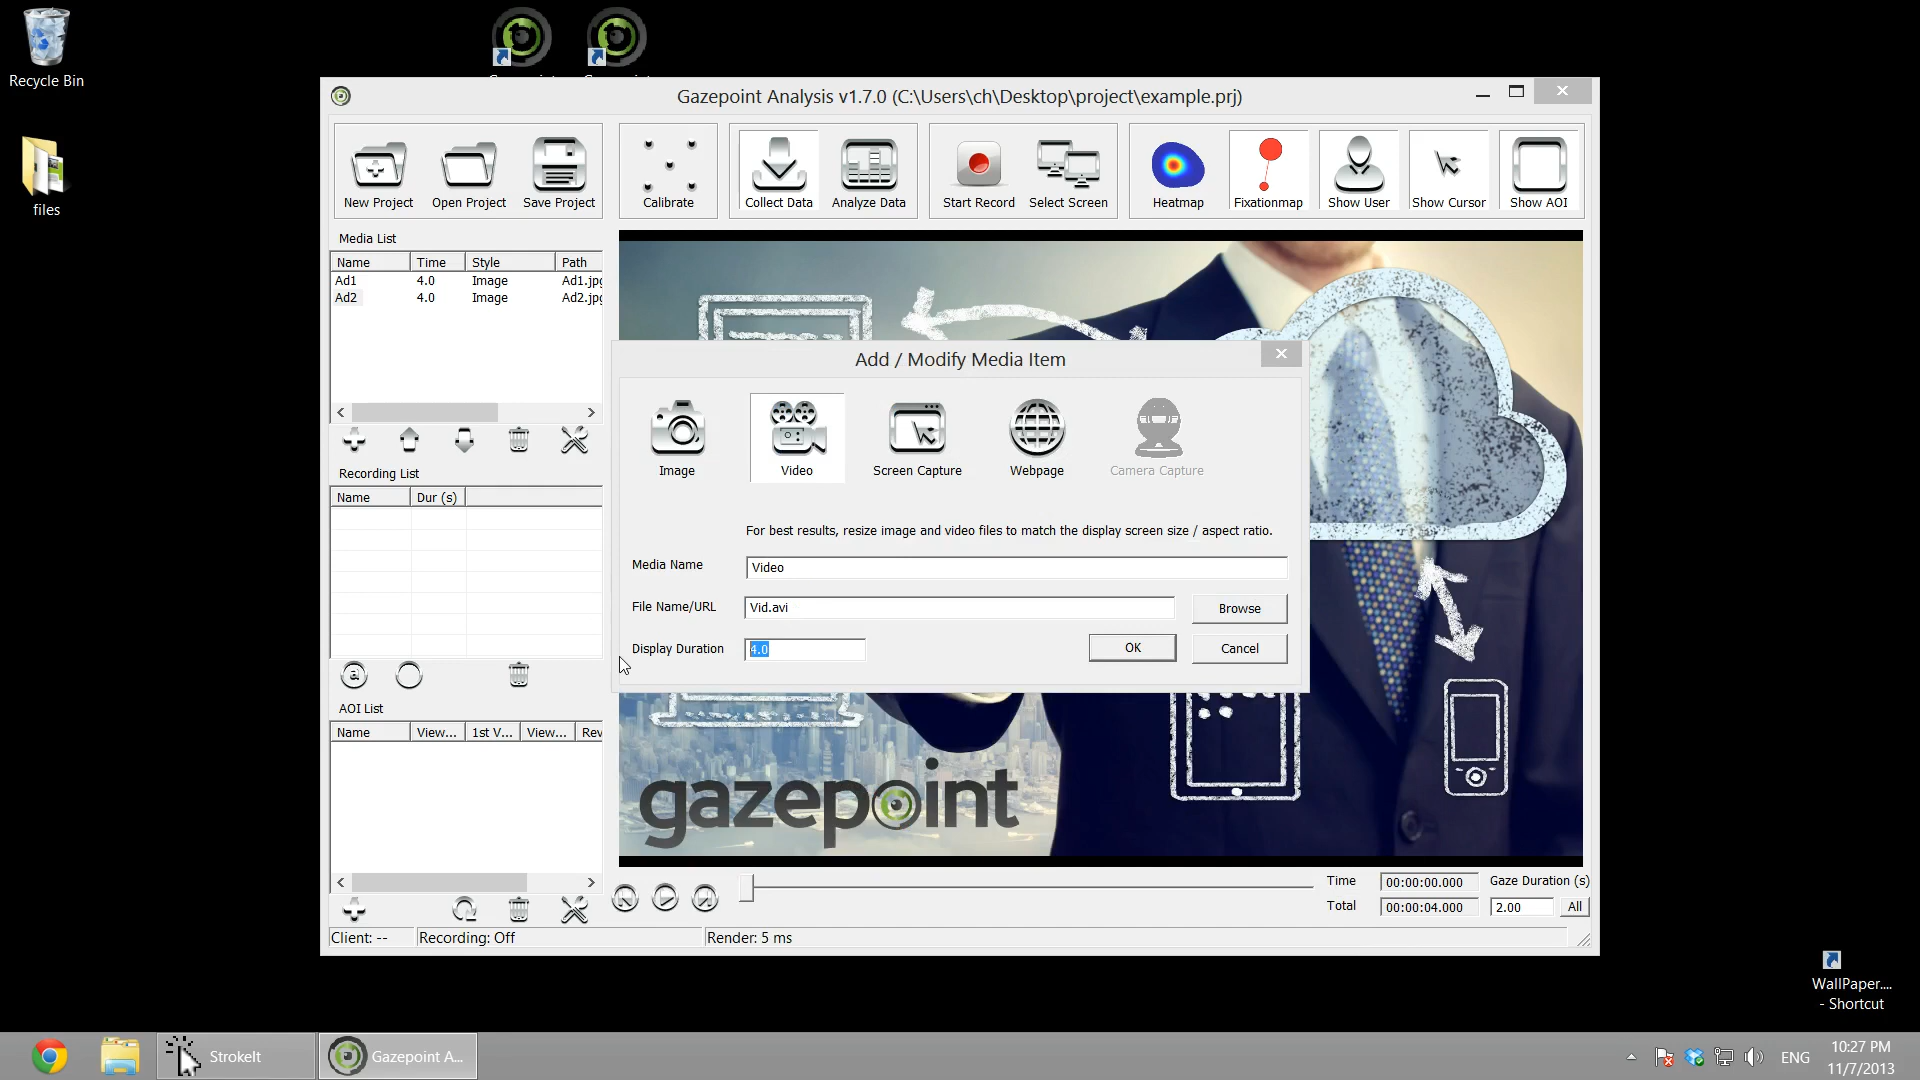 Recycle Bin
files
Gazepoint Analysis v1.7.0 (C:\Users\ch\Desktop\project\example.prj)
New Project Open Project Save Project Calibrate Collect Data Analyze Data Start Record Select Screen Heatmap Fixationmap Show User Show Cursor Show AOI
Media List
Name Time Style Path
Ad1 4.0 Image Ad1.jpg
Ad2 4.0 Image Ad2.jpg
Recording List
Name Dur (s)
AOI List
Name View... 1st V... View... Rev
Add / Modify Media Item
Image Video Screen Capture Webpage Camera Capture
For best results, resize image and video files to match the display screen size / aspect ratio.
Media Name Video
File Name/URL Vid.avi Browse
Display Duration 4.0 OK Cancel
gazepoint
Time 00:00:00.000 Gaze Duration (s)
Total 00:00:04.000 2.00 All
Client: -- Recording: Off Render: 5 ms
WallPaper....
- Shortcut
StrokeIt Gazepoint A... ENG
10:27 PM
11/7/2013